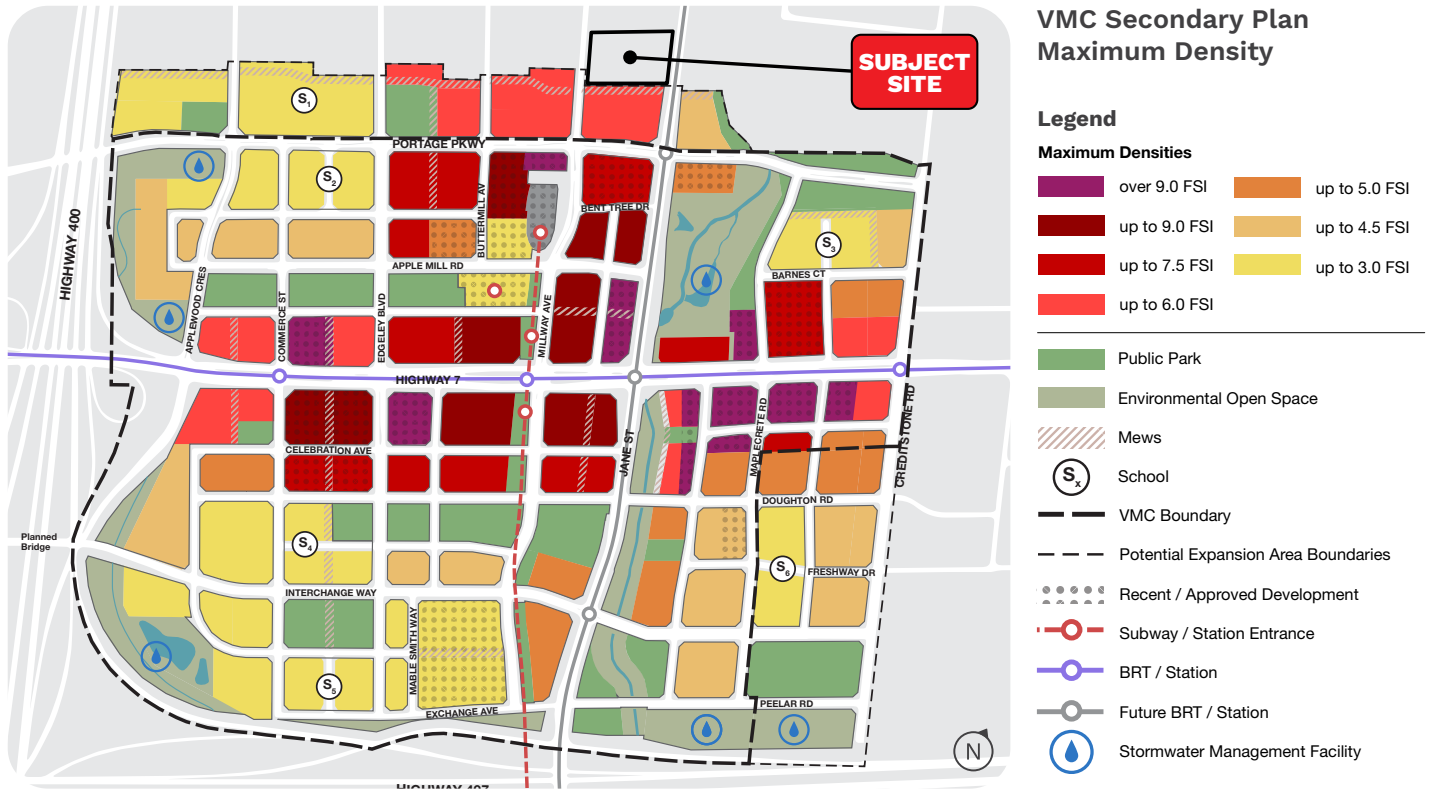 VMC Secondary Plan
Maximum Density
SUBJECT
SITE
Legend
Maximum Densities
over 9.0 FSI
up to 5.0 FSI
up to 9.0 FSI
up to 4.5 FSI
up to 7.5 FSI
up to 3.0 FSI
up to 6.0 FSI
Public Park
Environmental Open Space
Mews
Sx
School
VMC Boundary
Potential Expansion Area Boundaries
Recent / Approved Development
Subway / Station Entrance
BRT / Station
Future BRT / Station
Stormwater Management Facility
S1
PORTAGE PKWY
S2
BUTTERMILL AV
BENT TREE DR
HIGHWAY 400
S3
APPLE MILL RD
BARNES CT
APPLEWOOD CRES
COMMERCE ST
EDGELEY BLVD
MILLWAY AVE
HIGHWAY 7
CREDITSTONE RD
MAPLECRETE RD
JANE ST
CELEBRATION AVE
DOUGHTON RD
Planned
Bridge
S4
S6
FRESHWAY DR
INTERCHANGE WAY
MABLE SMITH WAY
S5
PEELAR RD
EXCHANGE AVE
N
HIGHWAY 407